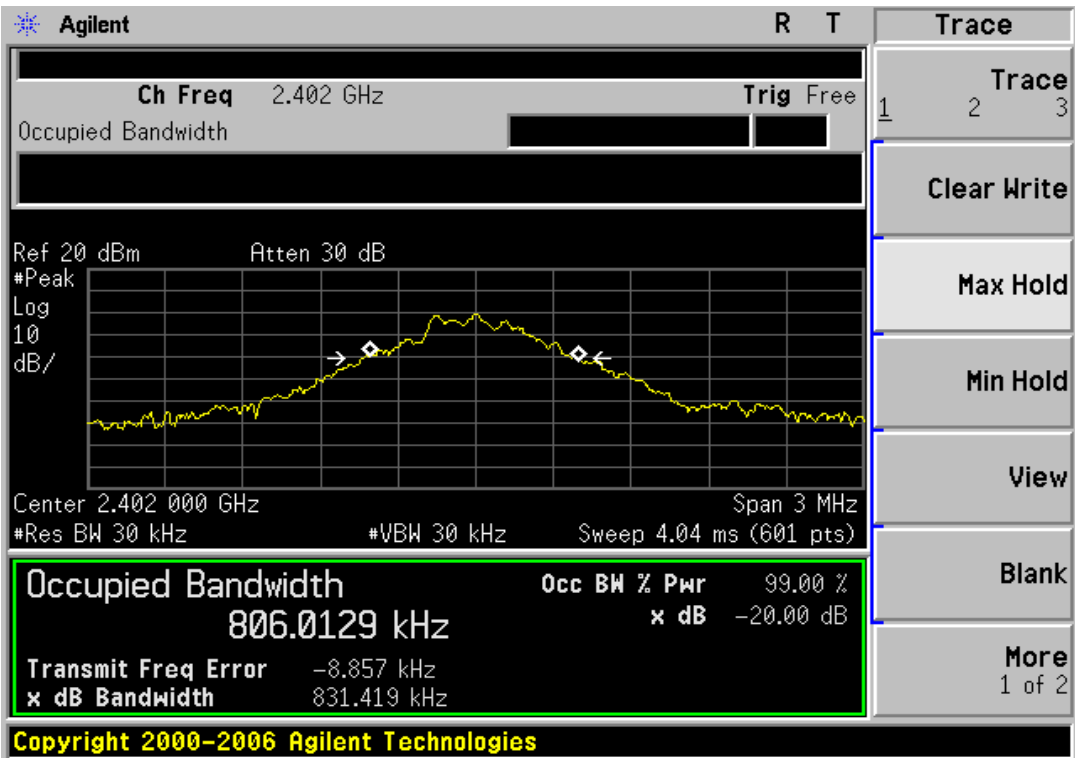 Agilent R T Trace
Ch Freq 2.402 GHz Trig Free
Occupied Bandwidth
Trace
1 2 3
Clear Write
Max Hold
Min Hold
View
Blank
More
1 of 2
Ref 20 dBm Atten 30 dB
#Peak
Log
10
dB/
Center 2.402 000 GHz Span 3 MHz
#Res BW 30 kHz #VBW 30 kHz Sweep 4.04 ms (601 pts)
Occupied Bandwidth Occ BW % Pwr 99.00 %
806.0129 kHz x dB -20.00 dB
Transmit Freq Error -8.857 kHz
x dB Bandwidth 831.419 kHz
Copyright 2000-2006 Agilent Technologies